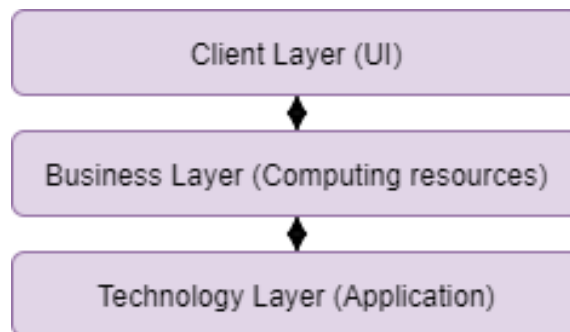 Client Layer (UI)
Business Layer (Computing resources)
Technology Layer (Application)